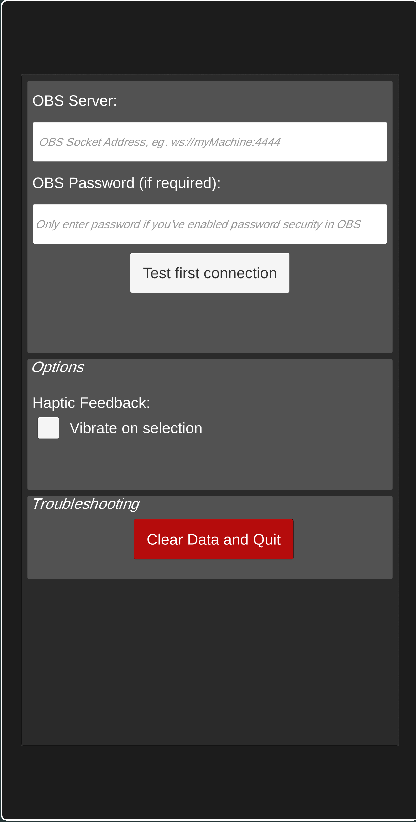 OBS Server:
OBS Socket Address, eg. ws://myMachine:4444
OBS Password (if required):
Only enter password if you've enabled password security in OBS
Test first connection
Options
Haptic Feedback:
Vibrate on selection
Troubleshooting
Clear Data and Quit